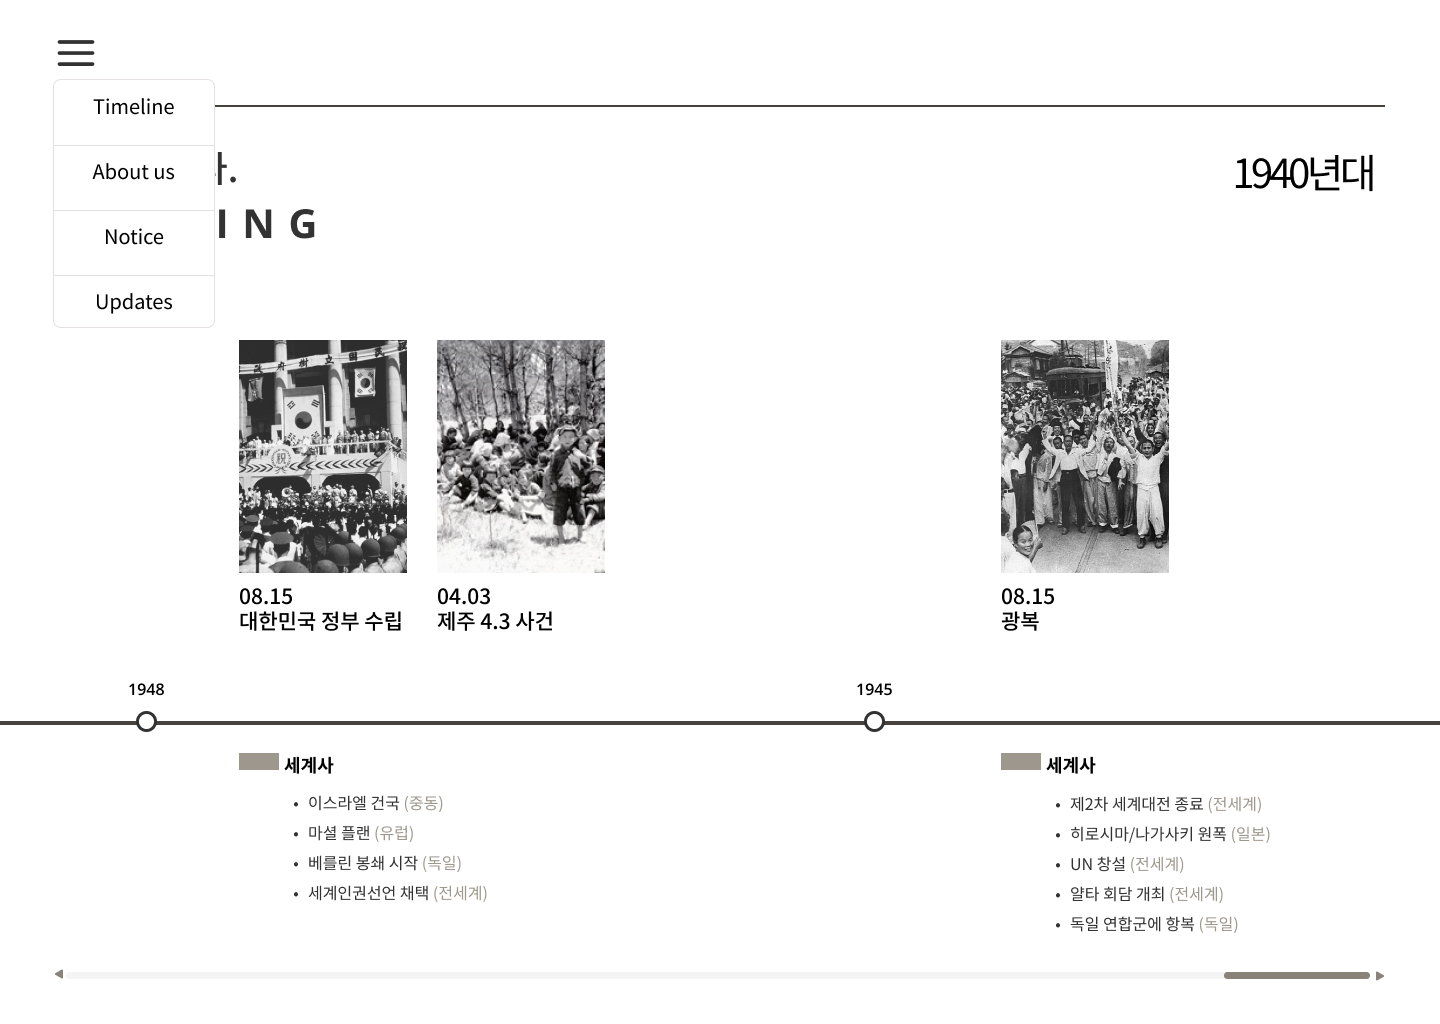 Timeline
About us
Notice
Updates
.
ING
1940년대
08.15
대한민국 정부 수립
04.03
제주 4.3 사건
08.15
광복
1948
1945
세계사
• 이스라엘 건국 (중동)
• 마셜 플랜 (유럽)
• 베를린 봉쇄 시작 (독일)
• 세계인권선언 채택 (전세계)
세계사
• 제2차 세계대전 종료 (전세계)
• 히로시마/나가사키 원폭 (일본)
• UN 창설 (전세계)
• 얄타 회담 개최 (전세계)
• 독일 연합군에 항복 (독일)